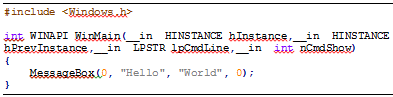 #include <Windows.h>
int WINAPI WinMain(__in HINSTANCE hInstance,__in HINSTANCE
hPrevInstance,__in LPSTR lpCmdLine,__in int nCmdShow)
{
MessageBox(0, "Hello", "World", 0);
}